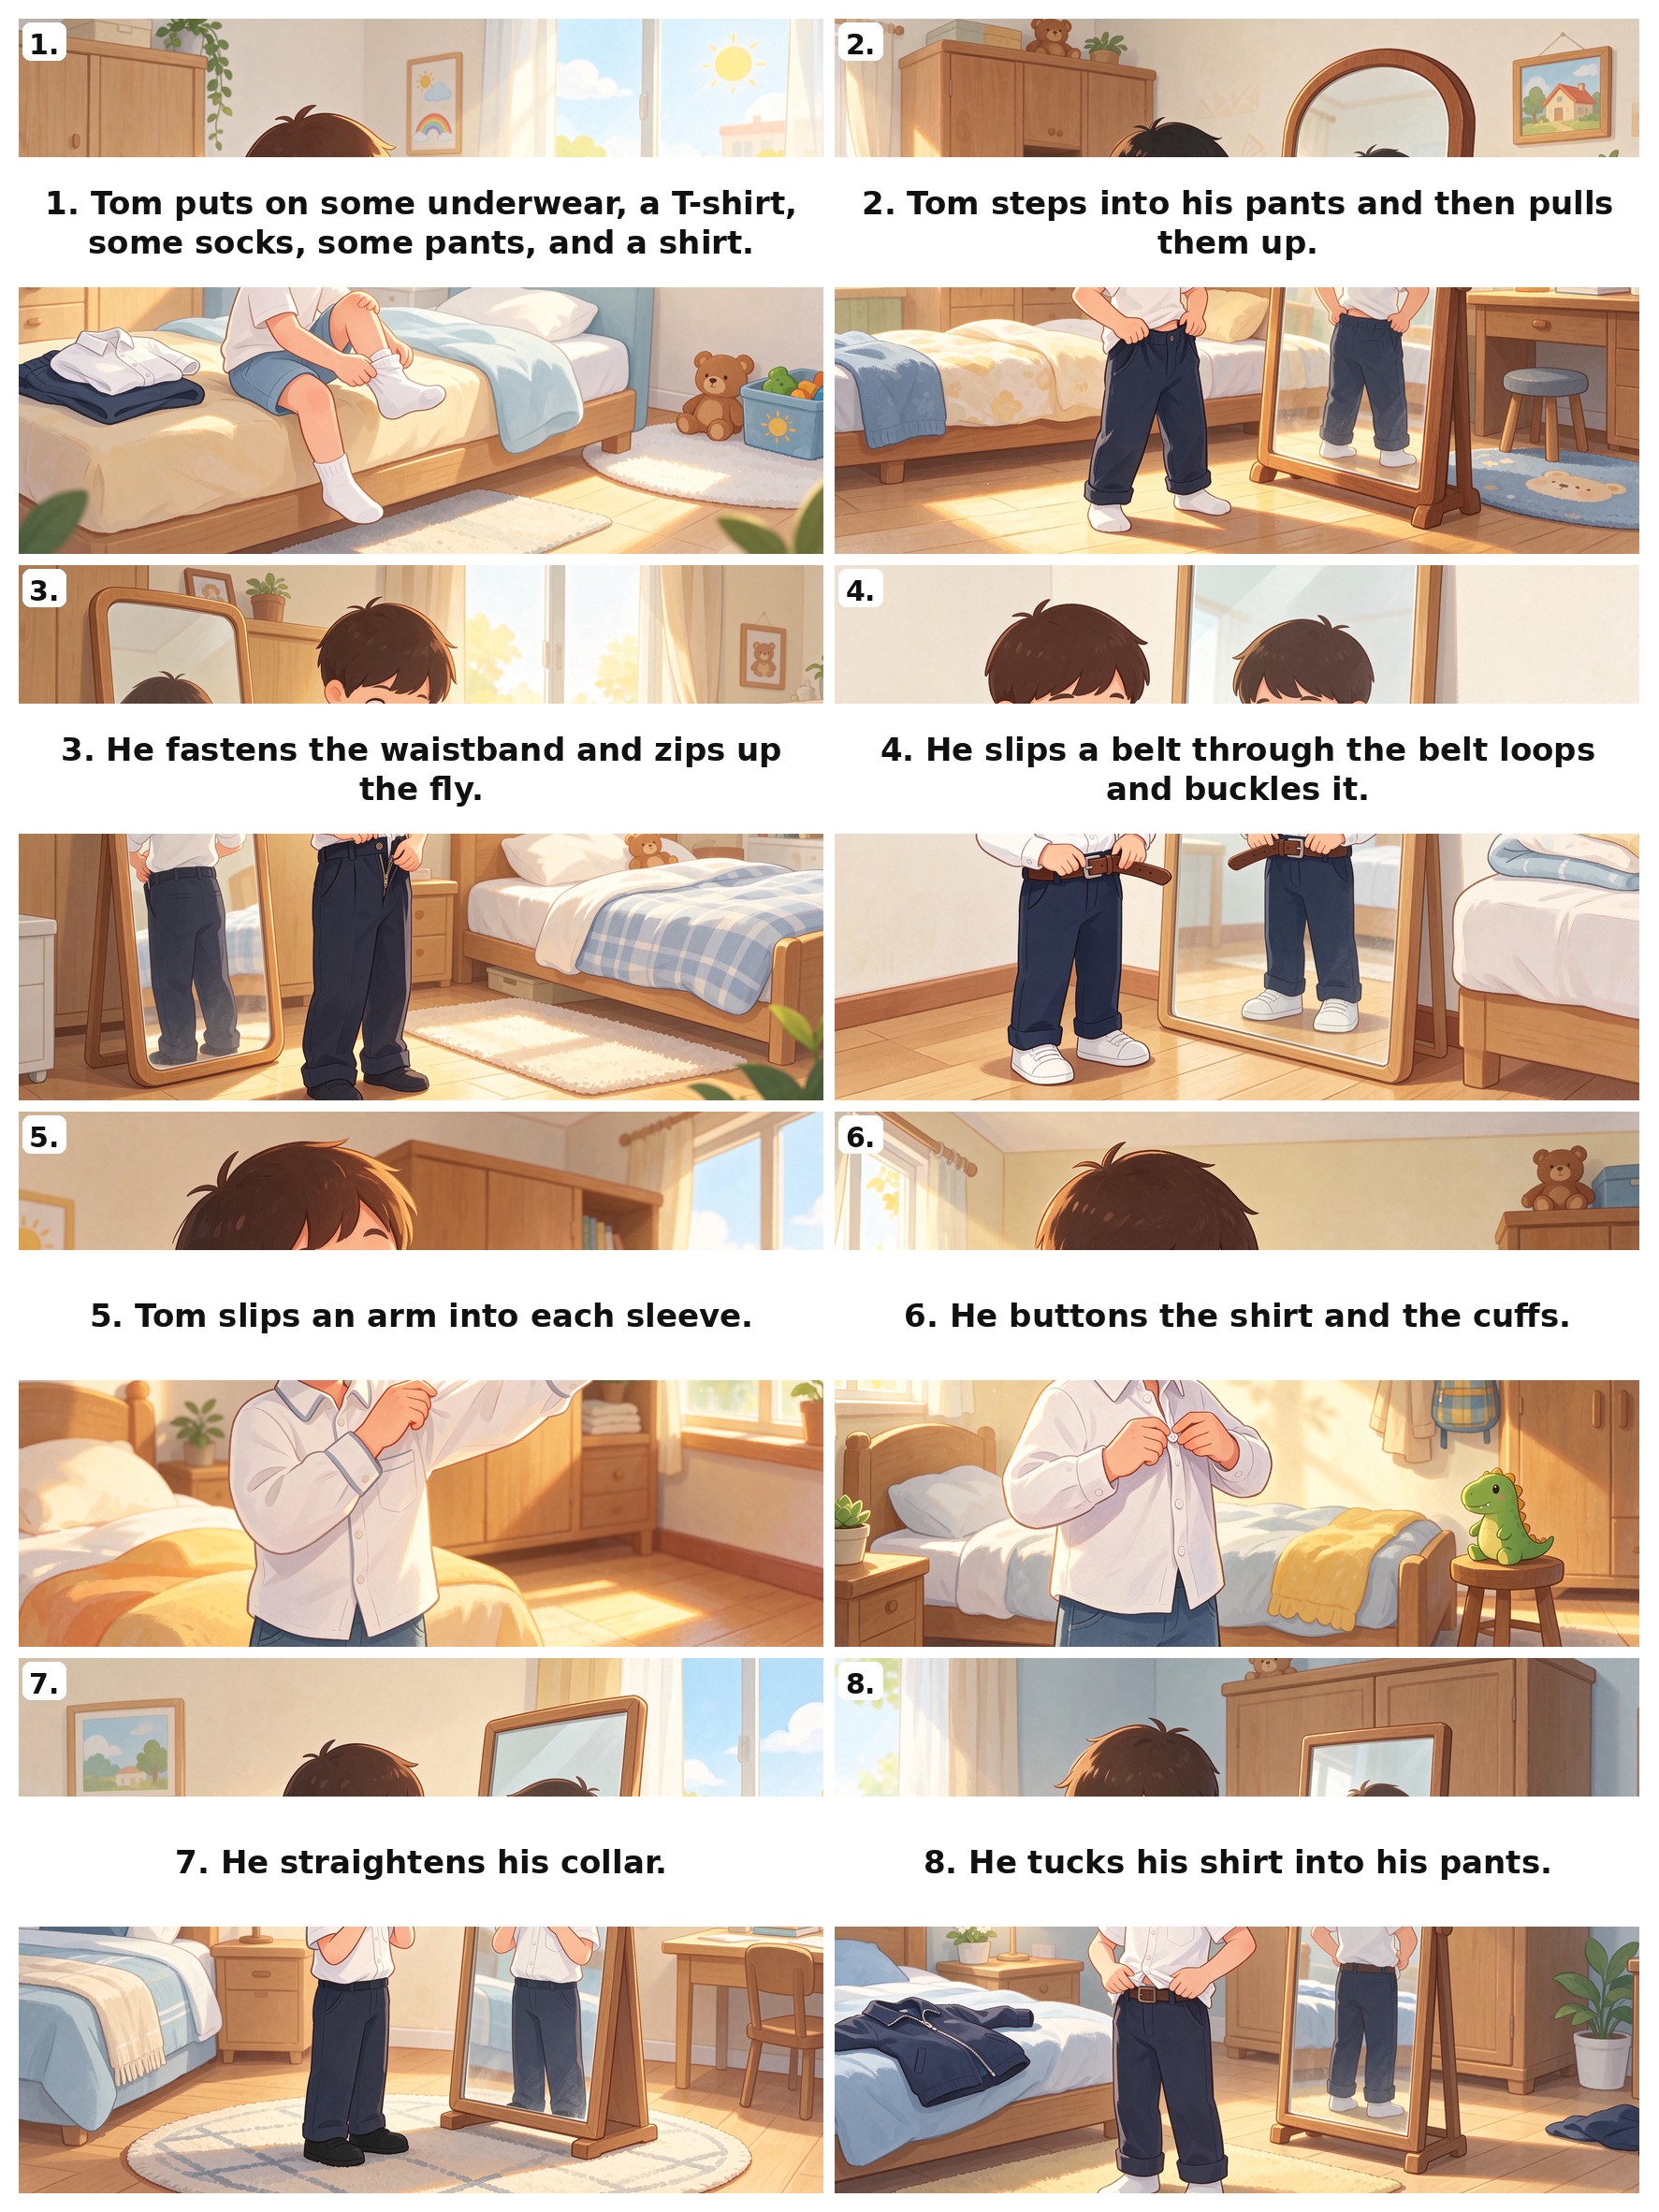 1.
1. Tom puts on some underwear, a T-shirt,
some socks, some pants, and a shirt.
2.
2. Tom steps into his pants and then pulls
them up.
3.
3. He fastens the waistband and zips up
the fly.
4.
4. He slips a belt through the belt loops
and buckles it.
5.
5. Tom slips an arm into each sleeve.
6.
6. He buttons the shirt and the cuffs.
7.
7. He straightens his collar.
8.
8. He tucks his shirt into his pants.